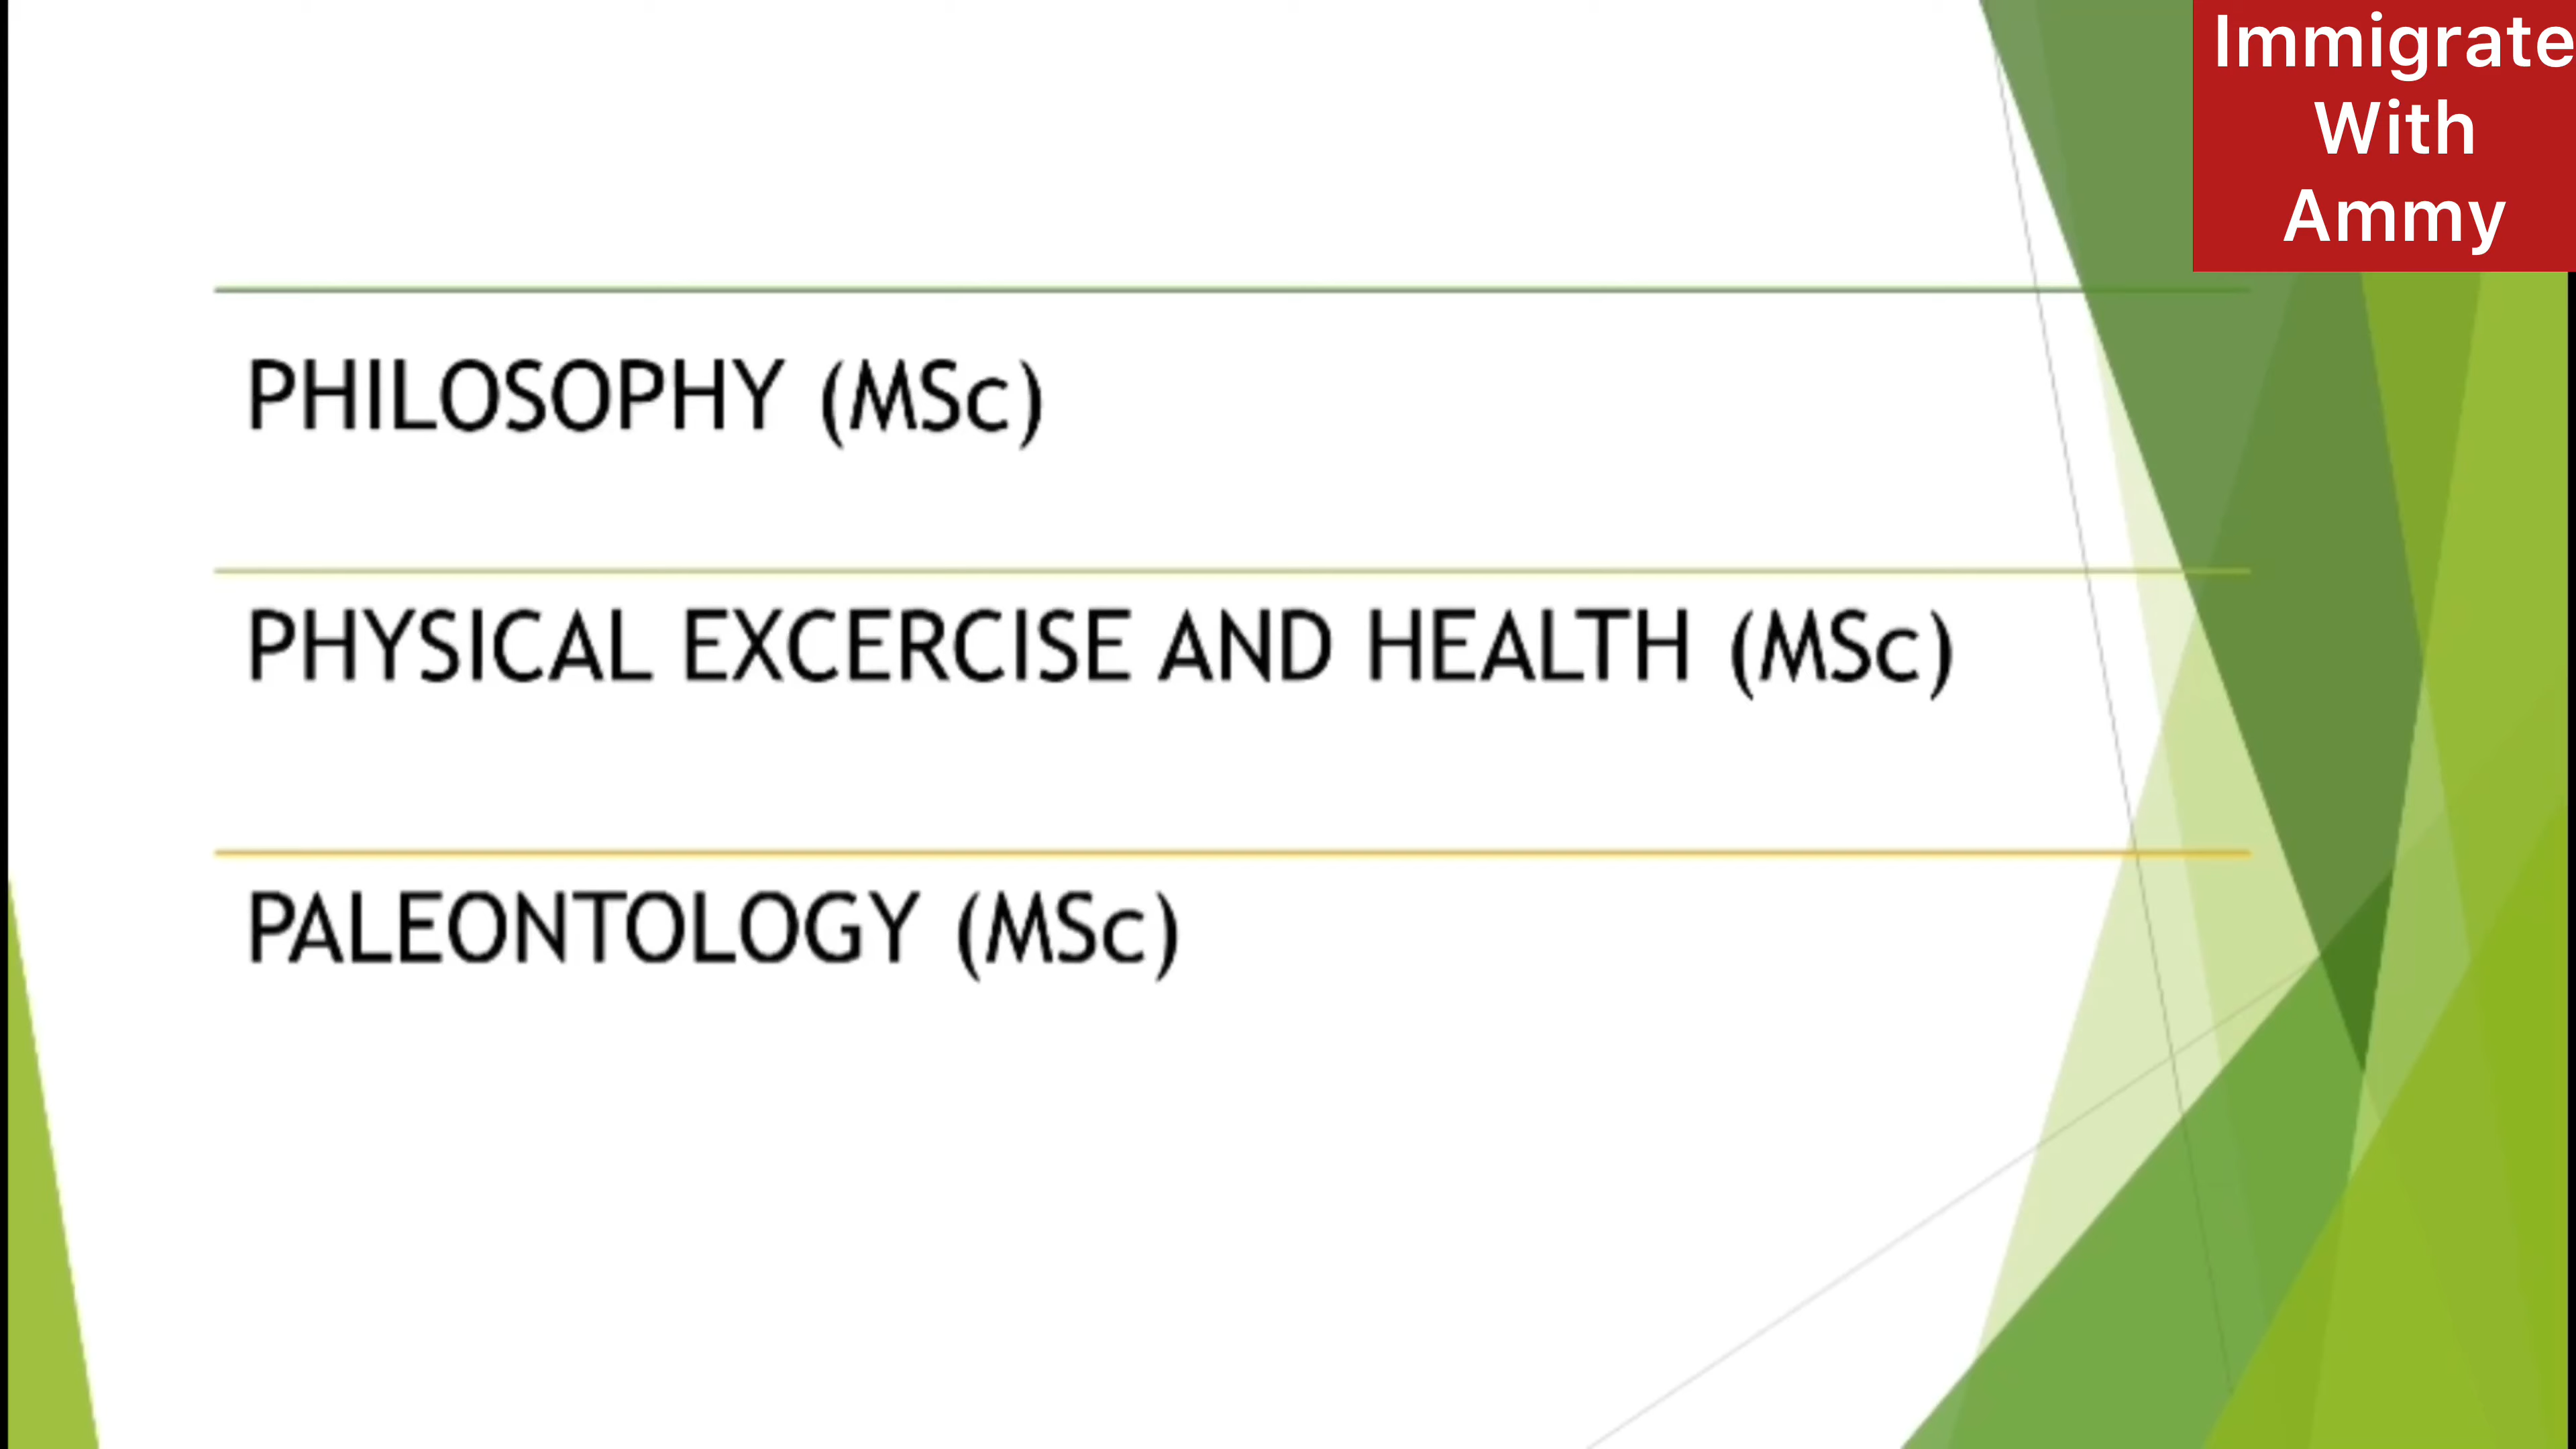 Immigrate
With
Ammy
PHILOSOPHY (MSc)
PHYSICAL EXCERCISE AND HEALTH (MSc)
PALEONTOLOGY (MSc)